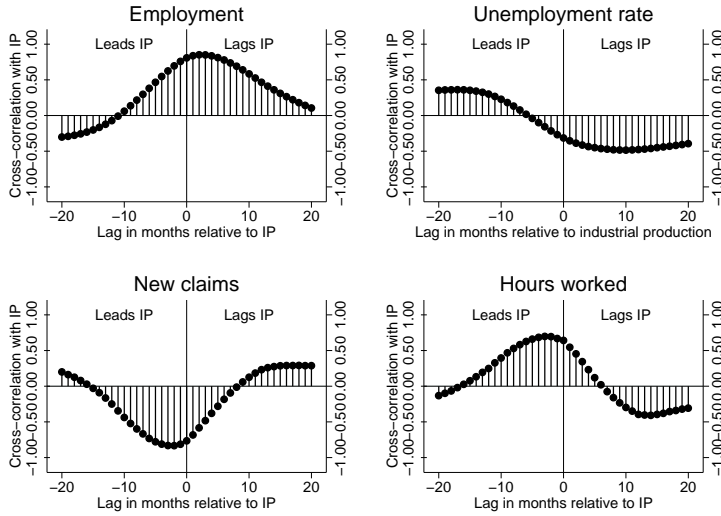 Employment
Leads IP
Lags IP
Cross−correlation with IP
−1.00−0.50 0.00 0.50 1.00
−1.00−0.50 0.00 0.50 1.00
−20 −10 0 10 20
Lag in months relative to IP
Unemployment rate
Leads IP
Lags IP
Cross−correlation with IP
−1.00−0.50 0.00 0.50 1.00
−1.00−0.50 0.00 0.50 1.00
−20 −10 0 10 20
Lag in months relative to industrial production
New claims
Leads IP
Lags IP
Cross−correlation with IP
−1.00−0.50 0.00 0.50 1.00
−1.00−0.50 0.00 0.50 1.00
−20 −10 0 10 20
Lag in months relative to IP
Hours worked
Leads IP
Lags IP
Cross−correlation with IP
−1.00−0.50 0.00 0.50 1.00
−1.00−0.50 0.00 0.50 1.00
−20 −10 0 10 20
Lag in months relative to IP